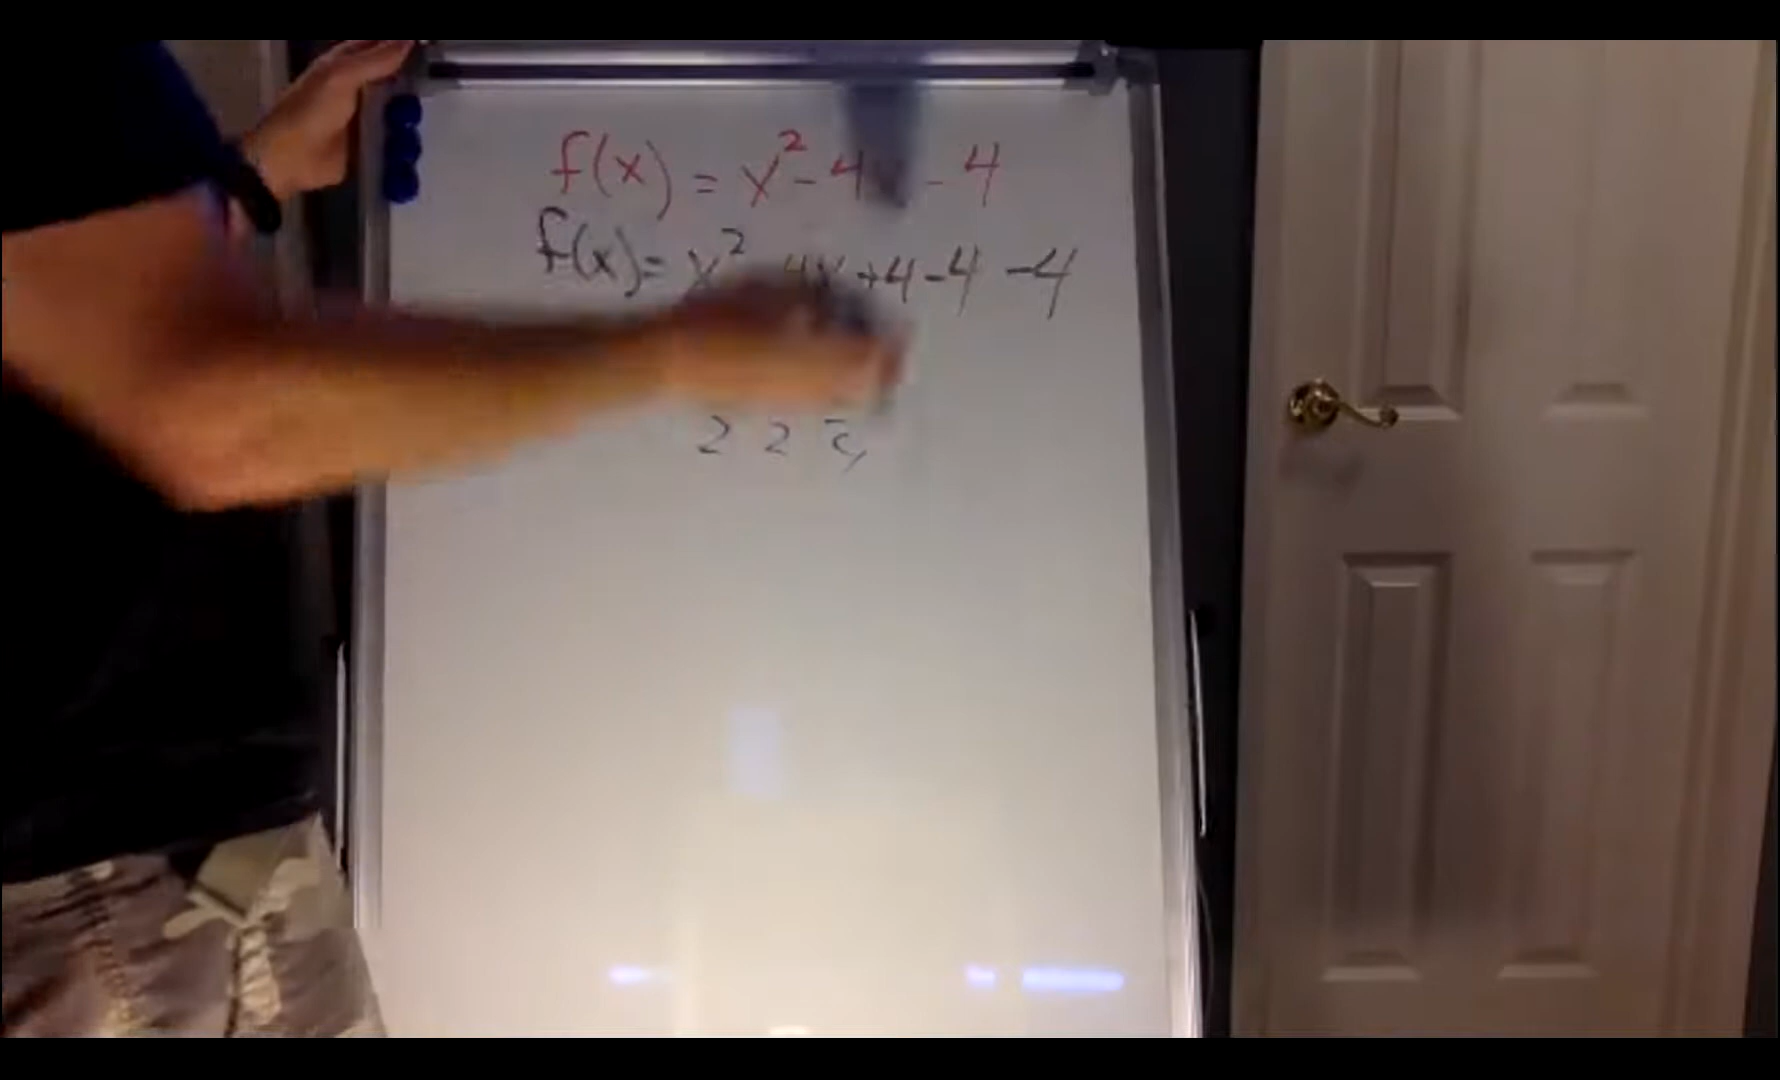 f(x) = x² - 4x - 4
f(x) = x² - 4x + 4 - 4 - 4
2 2